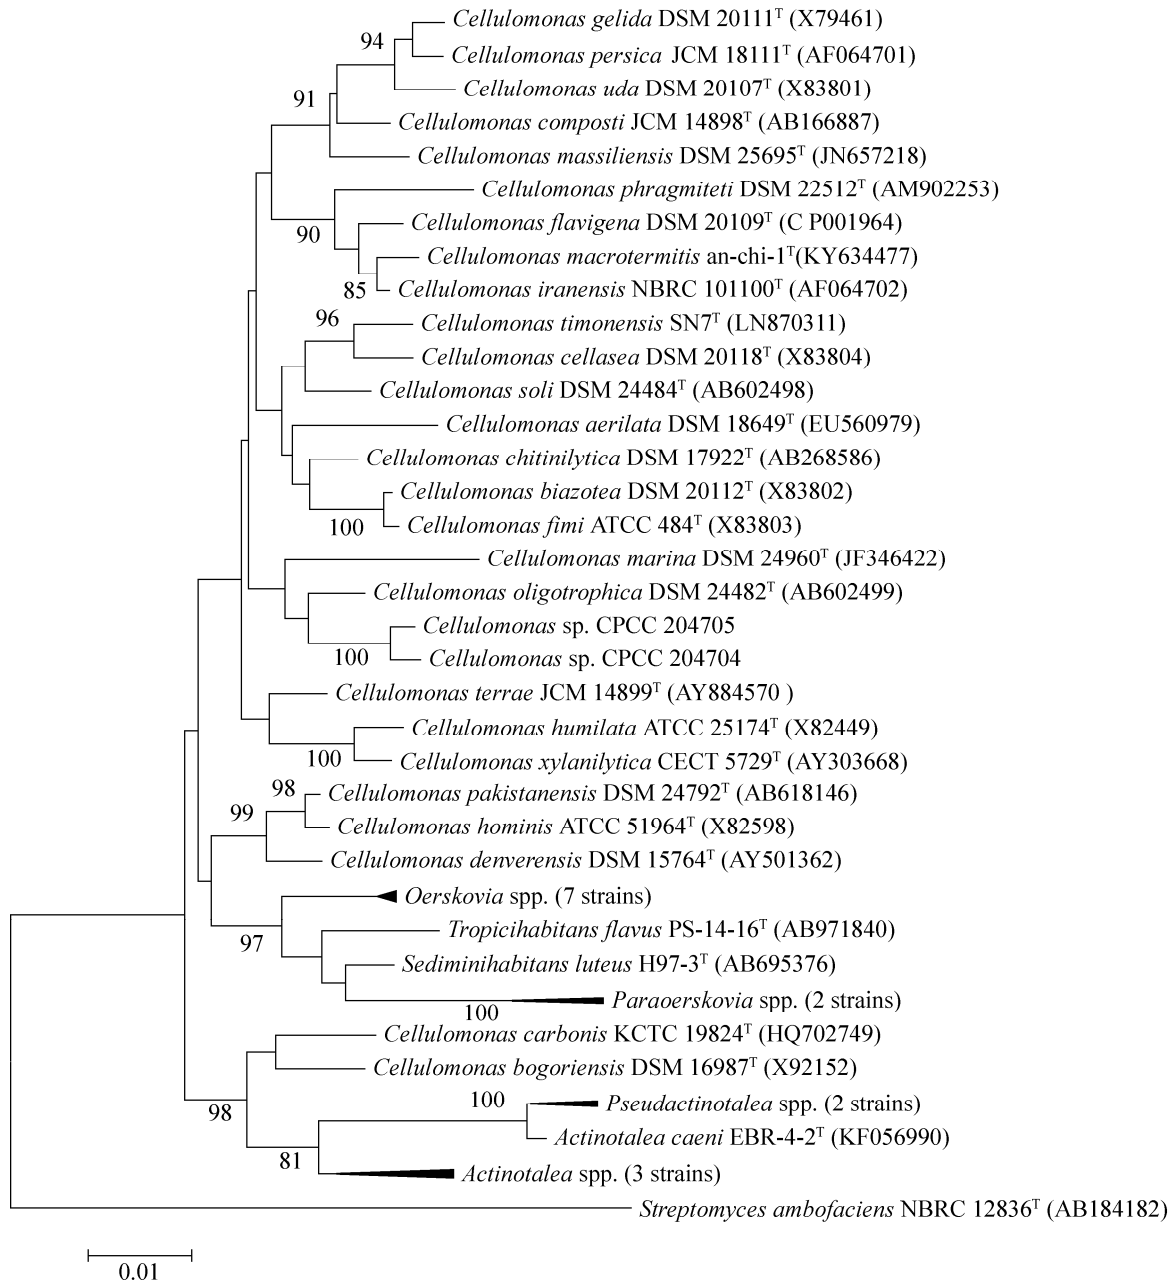 Cellulomonas gelida DSM 20111ᵀ (X79461)
94
Cellulomonas persica JCM 18111ᵀ (AF064701)
Cellulomonas uda DSM 20107ᵀ (X83801)
91
Cellulomonas composti JCM 14898ᵀ (AB166887)
Cellulomonas massiliensis DSM 25695ᵀ (JN657218)
Cellulomonas phragmiteti DSM 22512ᵀ (AM902253)
Cellulomonas flavigena DSM 20109ᵀ (C P001964)
90
Cellulomonas macrotermitis an-chi-1ᵀ(KY634477)
85
Cellulomonas iranensis NBRC 101100ᵀ (AF064702)
96
Cellulomonas timonensis SN7ᵀ (LN870311)
Cellulomonas cellasea DSM 20118ᵀ (X83804)
Cellulomonas soli DSM 24484ᵀ (AB602498)
Cellulomonas aerilata DSM 18649ᵀ (EU560979)
Cellulomonas chitinilytica DSM 17922ᵀ (AB268586)
Cellulomonas biazotea DSM 20112ᵀ (X83802)
100
Cellulomonas fimi ATCC 484ᵀ (X83803)
Cellulomonas marina DSM 24960ᵀ (JF346422)
Cellulomonas oligotrophica DSM 24482ᵀ (AB602499)
Cellulomonas sp. CPCC 204705
100
Cellulomonas sp. CPCC 204704
Cellulomonas terrae JCM 14899ᵀ (AY884570 )
Cellulomonas humilata ATCC 25174ᵀ (X82449)
100
Cellulomonas xylanilytica CECT 5729ᵀ (AY303668)
98
Cellulomonas pakistanensis DSM 24792ᵀ (AB618146)
99
Cellulomonas hominis ATCC 51964ᵀ (X82598)
Cellulomonas denverensis DSM 15764ᵀ (AY501362)
Oerskovia spp. (7 strains)
97
Tropicihabitans flavus PS-14-16ᵀ (AB971840)
Sediminihabitans luteus H97-3ᵀ (AB695376)
100
Paraoerskovia spp. (2 strains)
Cellulomonas carbonis KCTC 19824ᵀ (HQ702749)
Cellulomonas bogoriensis DSM 16987ᵀ (X92152)
98
100
Pseudactinotalea spp. (2 strains)
Actinotalea caeni EBR-4-2ᵀ (KF056990)
81
Actinotalea spp. (3 strains)
Streptomyces ambofaciens NBRC 12836ᵀ (AB184182)
0.01